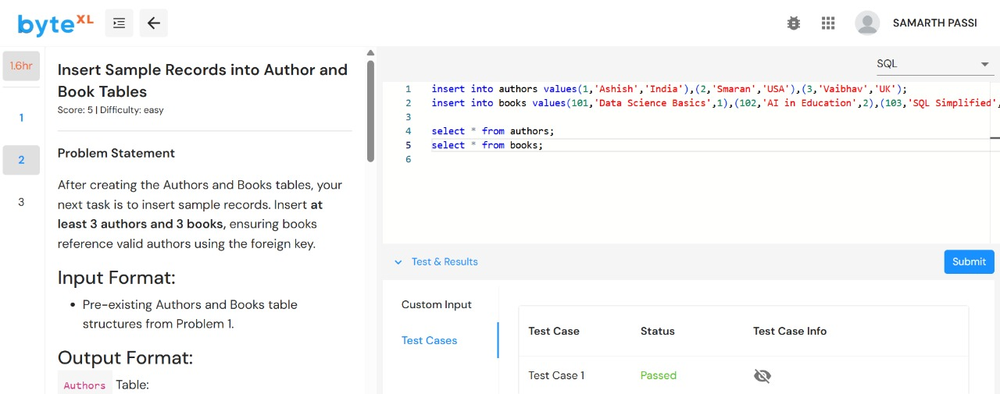 byteXL
SAMARTH PASSI
1.6hr
1
2
3
Insert Sample Records into Author and
Book Tables
Score: 5 | Difficulty: easy
Problem Statement
After creating the Authors and Books tables, your
next task is to insert sample records. Insert at
least 3 authors and 3 books, ensuring books
reference valid authors using the foreign key.
Input Format:
• Pre-existing Authors and Books table
structures from Problem 1.
Output Format:
Authors Table:
SQL
1 insert into authors values(1,'Ashish','India'),(2,'Smaran','USA'),(3,'Vaibhav','UK');
2 insert into books values(101,'Data Science Basics',1),(102,'AI in Education',2),(103,'SQL Simplified',
3
4 select * from authors;
5 select * from books;
6
Test & Results
Submit
Custom Input
Test Cases
Test Case Status Test Case Info
Test Case 1 Passed